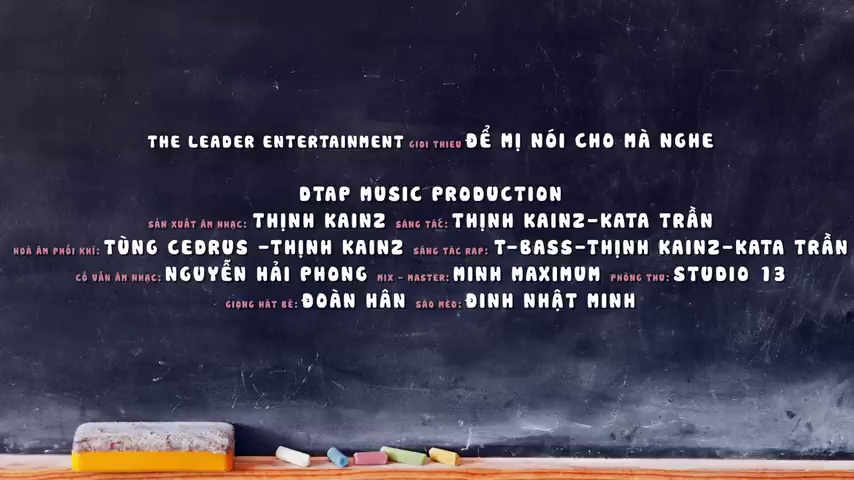 THE LEADER ENTERTAINMENT GIỚI THIỆU ĐỂ MỊ NÓI CHO MÀ NGHE
DTAP MUSIC PRODUCTION
SẢN XUẤT ÂM NHẠC: THỊNH KAINZ SÁNG TÁC: THỊNH KAINZ-KATA TRẦN
HOÀ ÂM PHỐI KHÍ: TÙNG CEDRUS -THỊNH KAINZ SÁNG TÁC RAP: T-BASS-THỊNH KAINZ-KATA TRẦN
CỐ VẤN ÂM NHẠC: NGUYỄN HẢI PHONG MIX - MASTER: MINH MAXIMUM PHÒNG THU: STUDIO 13
GIỌNG HÁT BÈ: ĐOÀN HÂN SÁO MÈO: ĐINH NHẬT MINH